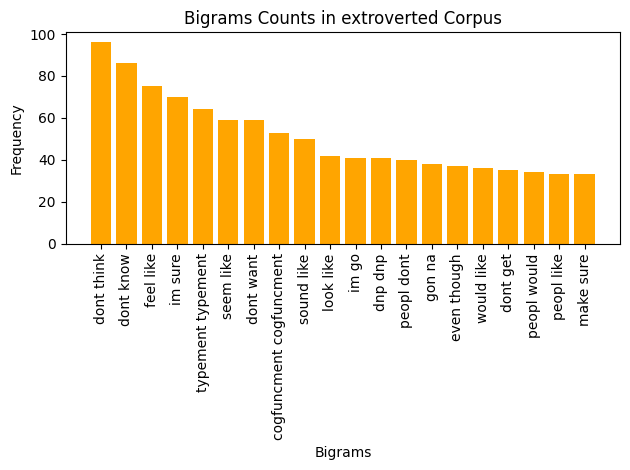 Bigrams Counts in extroverted Corpus
100
80
60
40
20
0
Frequency
dont think
dont know
feel like
im sure
typement typement
seem like
dont want
cogfuncment cogfuncment
sound like
look like
im go
dnp dnp
peopl dont
gon na
even though
would like
dont get
peopl would
peopl like
make sure
Bigrams